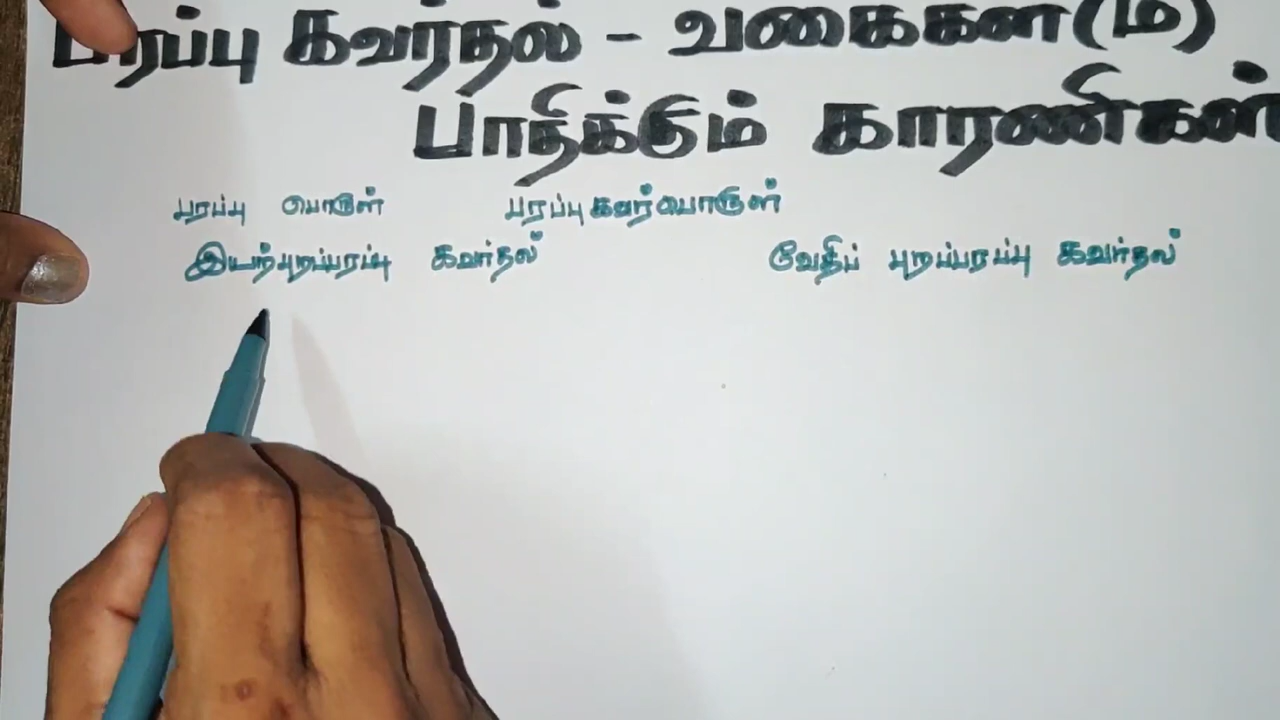 பரப்பு கவர்தல் - வகைகள் (ம்)
பாதிக்கும் காரணிகள்
பரப்பு பொருள் பரப்பு கவர்பொருள்
இயற்புறப்பரப்பு கவர்தல் வேதிப் புறப்பரப்பு கவர்தல்